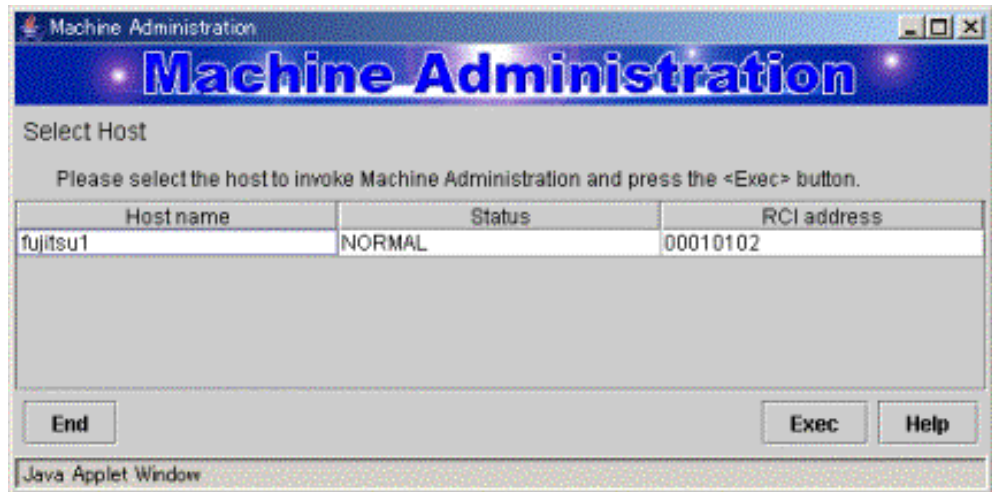 Machine Administration
Machine Administration
Select Host
Please select the host to invoke Machine Administration and press the <Exec> button.
Host name Status RCI address
fujitsu1 NORMAL 00010102
End Exec Help
Java Applet Window